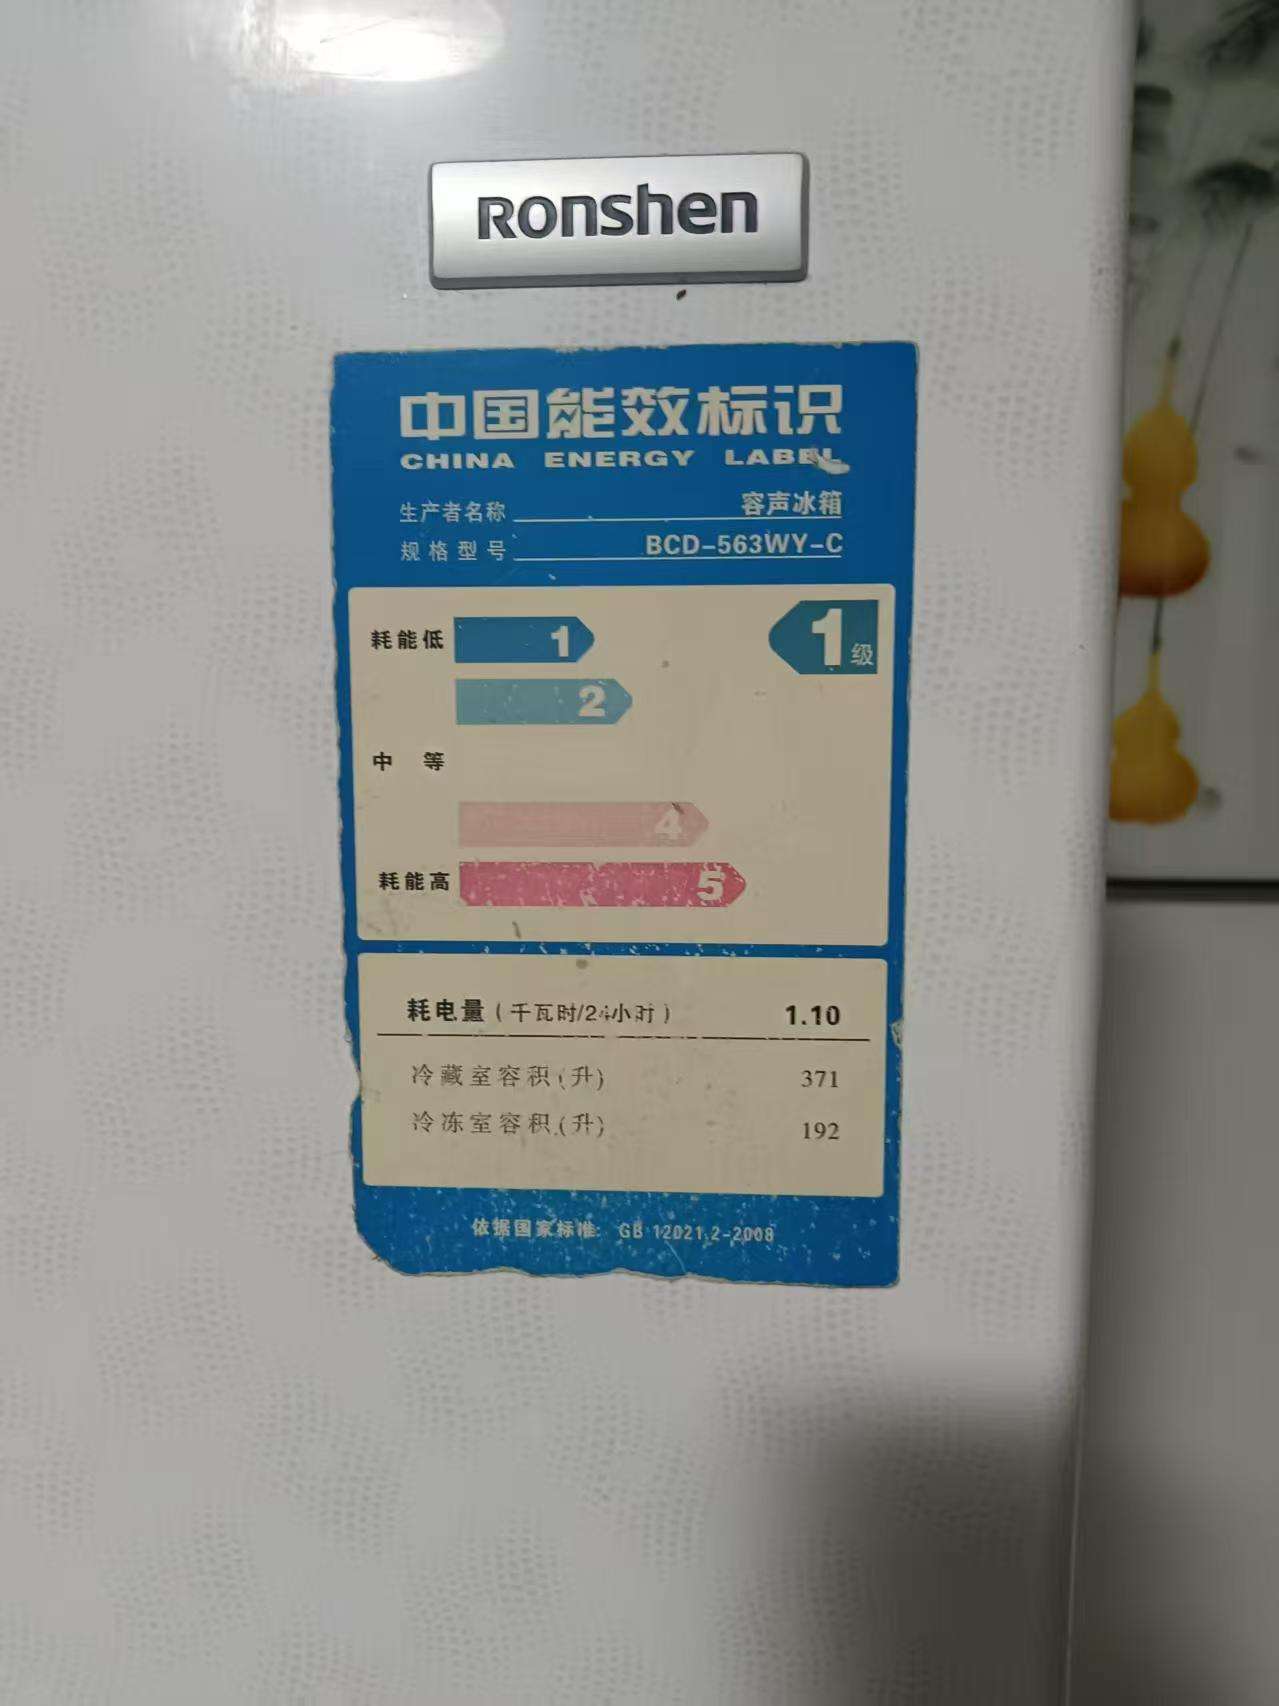 Ronshen
中国能效标识
CHINA ENERGY LABEL
生产者名称 容声冰箱
规格型号 BCD-563WY-C
耗能低 1 1级
2
中等
4
耗能高 5
耗电量(千瓦时/24小时) 1.10
冷藏室容积(升) 371
冷冻室容积(升) 192
依据国家标准: GB 12021.2-2008